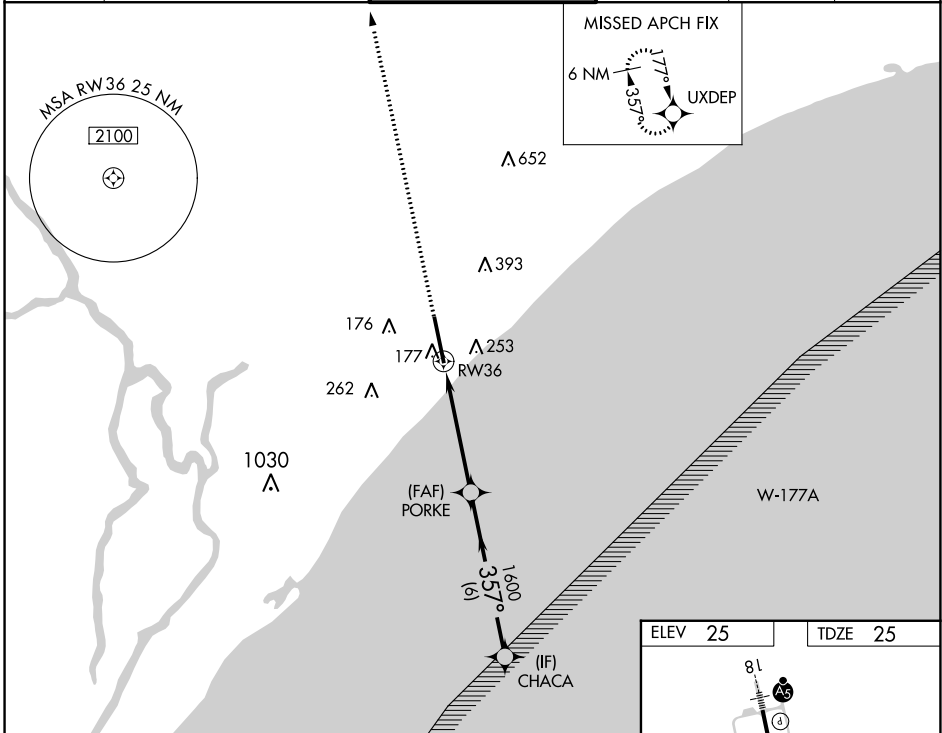 MISSED APCH FIX
6 NM
177°
357°
UXDEP
MSA RW36 25 NM
2100
652
393
176
177
253
RW36
262
1030
(FAF)
PORKE
W-177A
1600
357°
(6)
(IF)
CHACA
ELEV 25
TDZE 25
18
A5
P